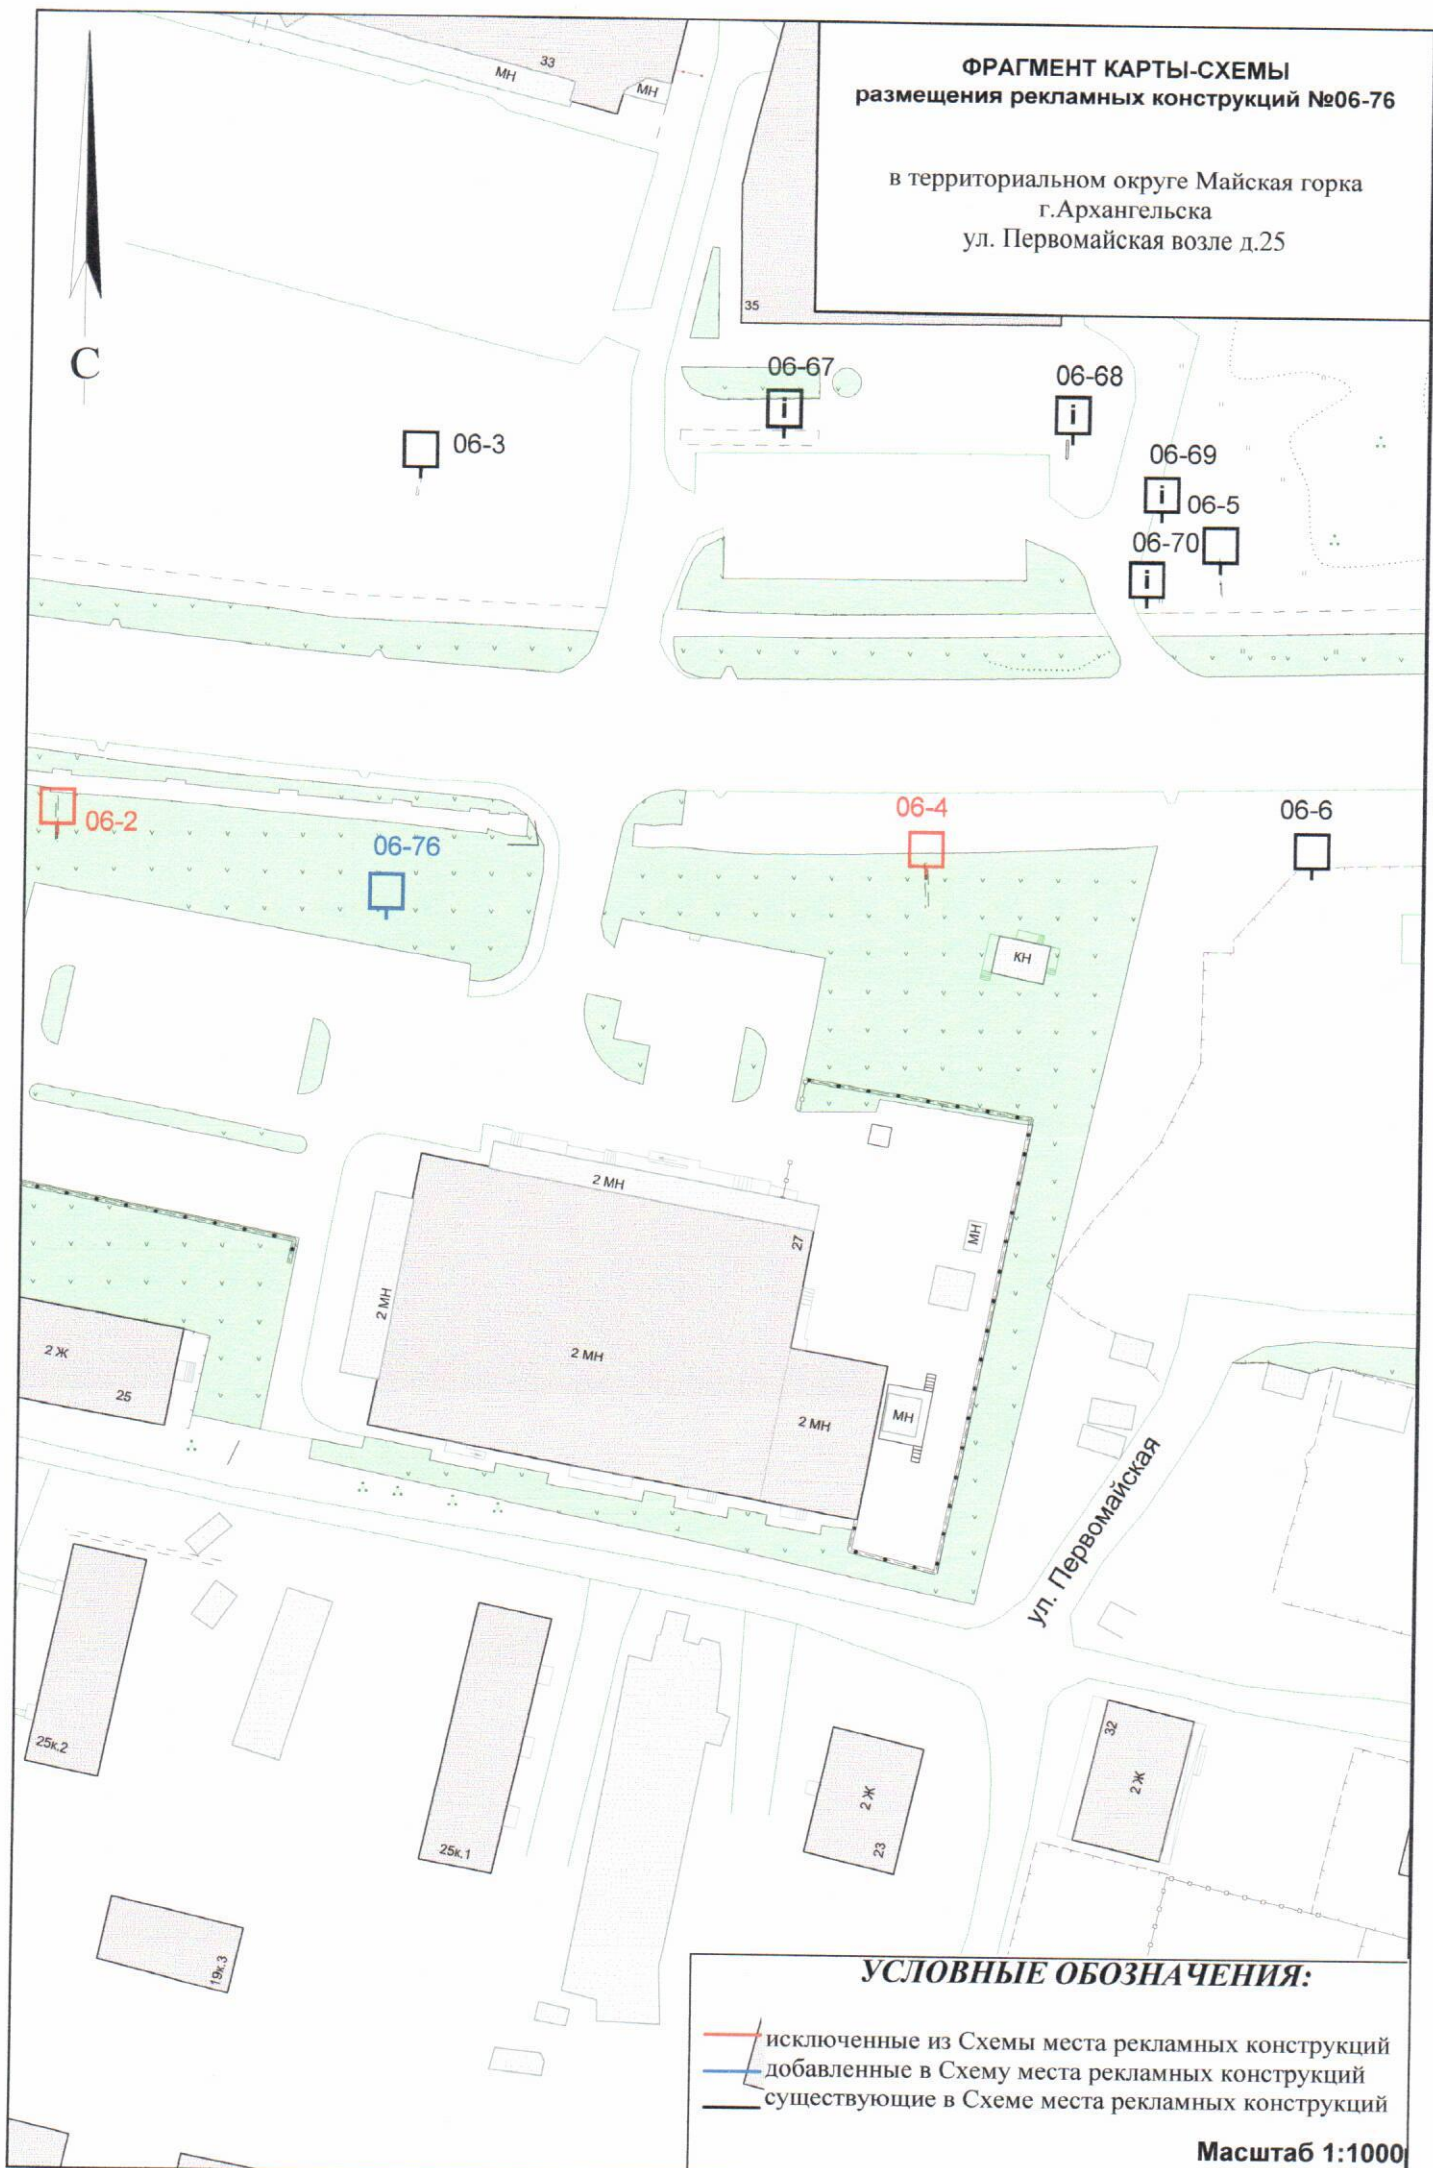 ФРАГМЕНТ КАРТЫ-СХЕМЫ
размещения рекламных конструкций №06-76
в территориальном округе Майская горка
г.Архангельска
ул. Первомайская возле д.25
33
МН
МН
35
С
06-67
06-68
06-3
06-69
06-5
06-70
i
i
i
i
06-2
06-76
06-4
06-6
КН
2 МН
27
МН
2 МН
2 МН
2 Ж
25
2 МН
МН
ул. Первомайская
25к.2
25к.1
2 Ж
23
32
2 Ж
19к.3
УСЛОВНЫЕ ОБОЗНАЧЕНИЯ:
исключенные из Схемы места рекламных конструкций
добавленные в Схему места рекламных конструкций
существующие в Схеме места рекламных конструкций
Масштаб 1:1000